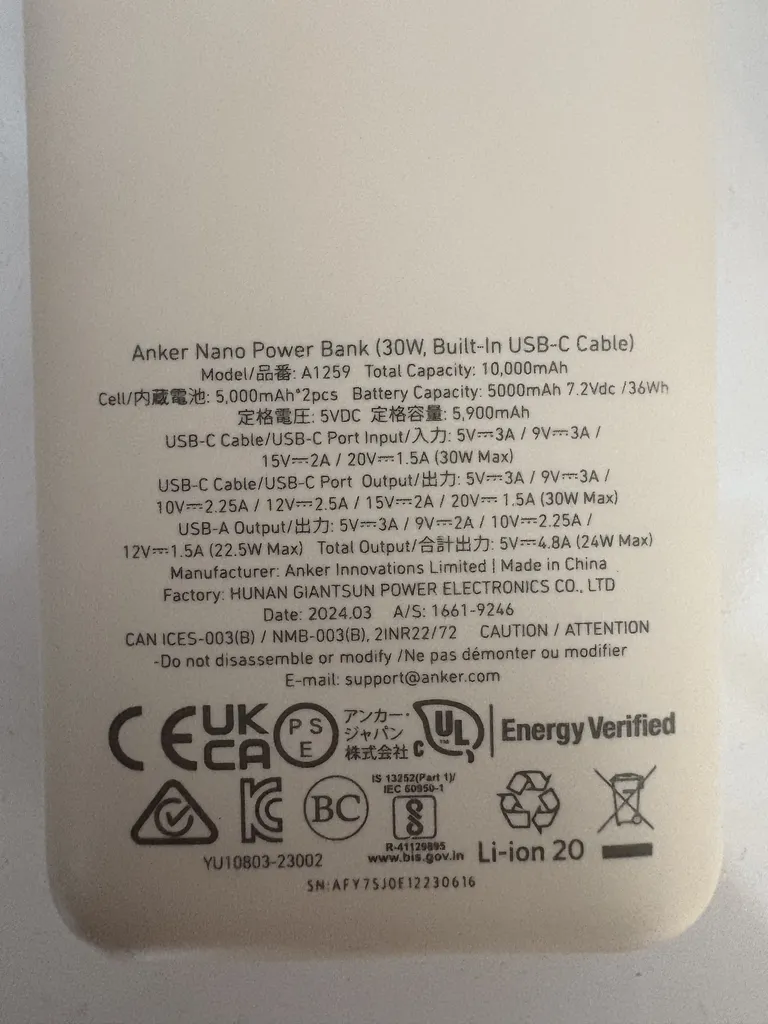 Anker Nano Power Bank (30W, Built-In USB-C Cable)
Model/品番: A1259 Total Capacity: 10,000mAh
Cell/内蔵電池: 5,000mAh*2pcs Battery Capacity: 5000mAh 7.2Vdc /36Wh
定格電圧: 5VDC 定格容量: 5,900mAh
USB-C Cable/USB-C Port Input/入力: 5V⎓3A / 9V⎓3A /
15V⎓2A / 20V⎓1.5A (30W Max)
USB-C Cable/USB-C Port Output/出力: 5V⎓3A / 9V⎓3A /
10V⎓2.25A / 12V⎓2.5A / 15V⎓2A / 20V⎓ 1.5A (30W Max)
USB-A Output/出力: 5V⎓3A / 9V⎓2A / 10V⎓2.25A /
12V⎓1.5A (22.5W Max) Total Output/合計出力: 5V⎓4.8A (24W Max)
Manufacturer: Anker Innovations Limited | Made in China
Factory: HUNAN GIANTSUN POWER ELECTRONICS CO., LTD
Date: 2024.03 A/S: 1661-9246
CAN ICES-003(B) / NMB-003(B), 2INR22/72 CAUTION / ATTENTION
-Do not disassemble or modify /Ne pas démonter ou modifier
E-mail: support@anker.com
CE UK CA PSE アンカー・ジャパン株式会社 C UL ™ Energy Verified
KC BC IS 13252(Part 1)/
IEC 60950-1
R-41129895
www.bis.gov.in Li-ion 20
YU10803-23002
SN:AFY7SJ0E12230616